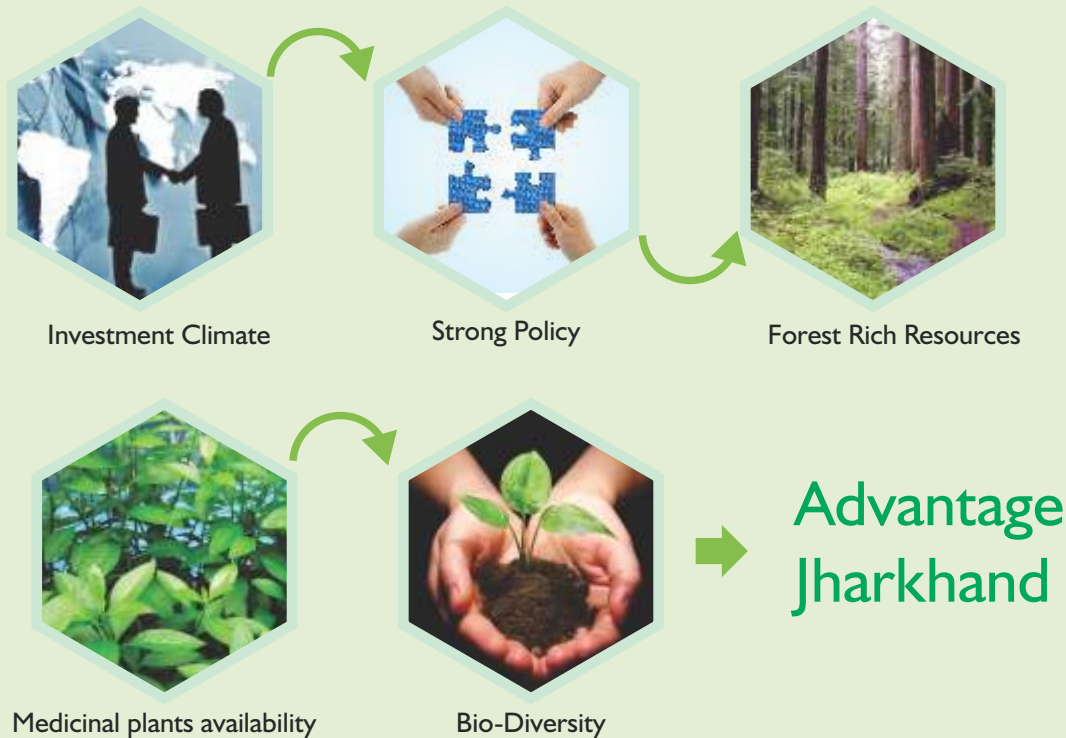 Investment Climate
Strong Policy
Forest Rich Resources
Medicinal plants availability
Bio-Diversity
Advantage
Jharkhand